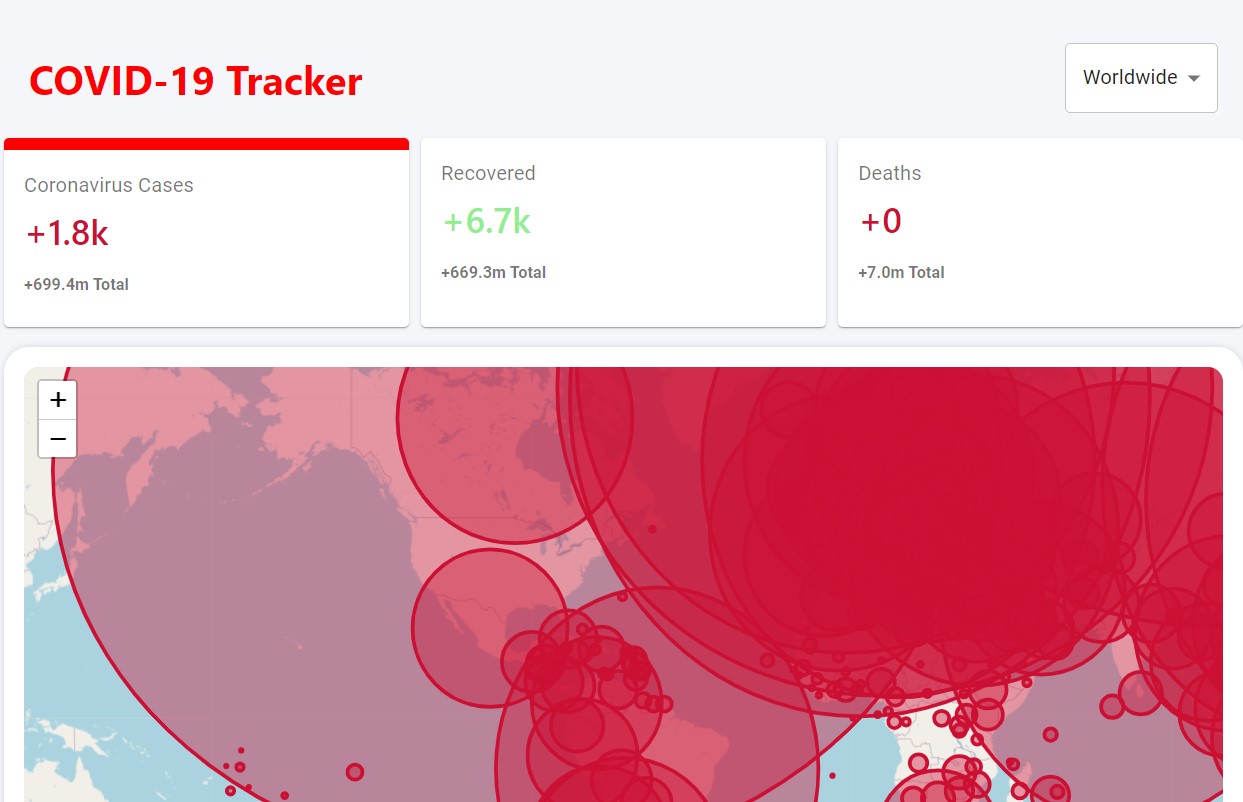 COVID-19 Tracker
Worldwide
Coronavirus Cases
+1.8k
+699.4m Total
Recovered
+6.7k
+669.3m Total
Deaths
+0
+7.0m Total
+
−